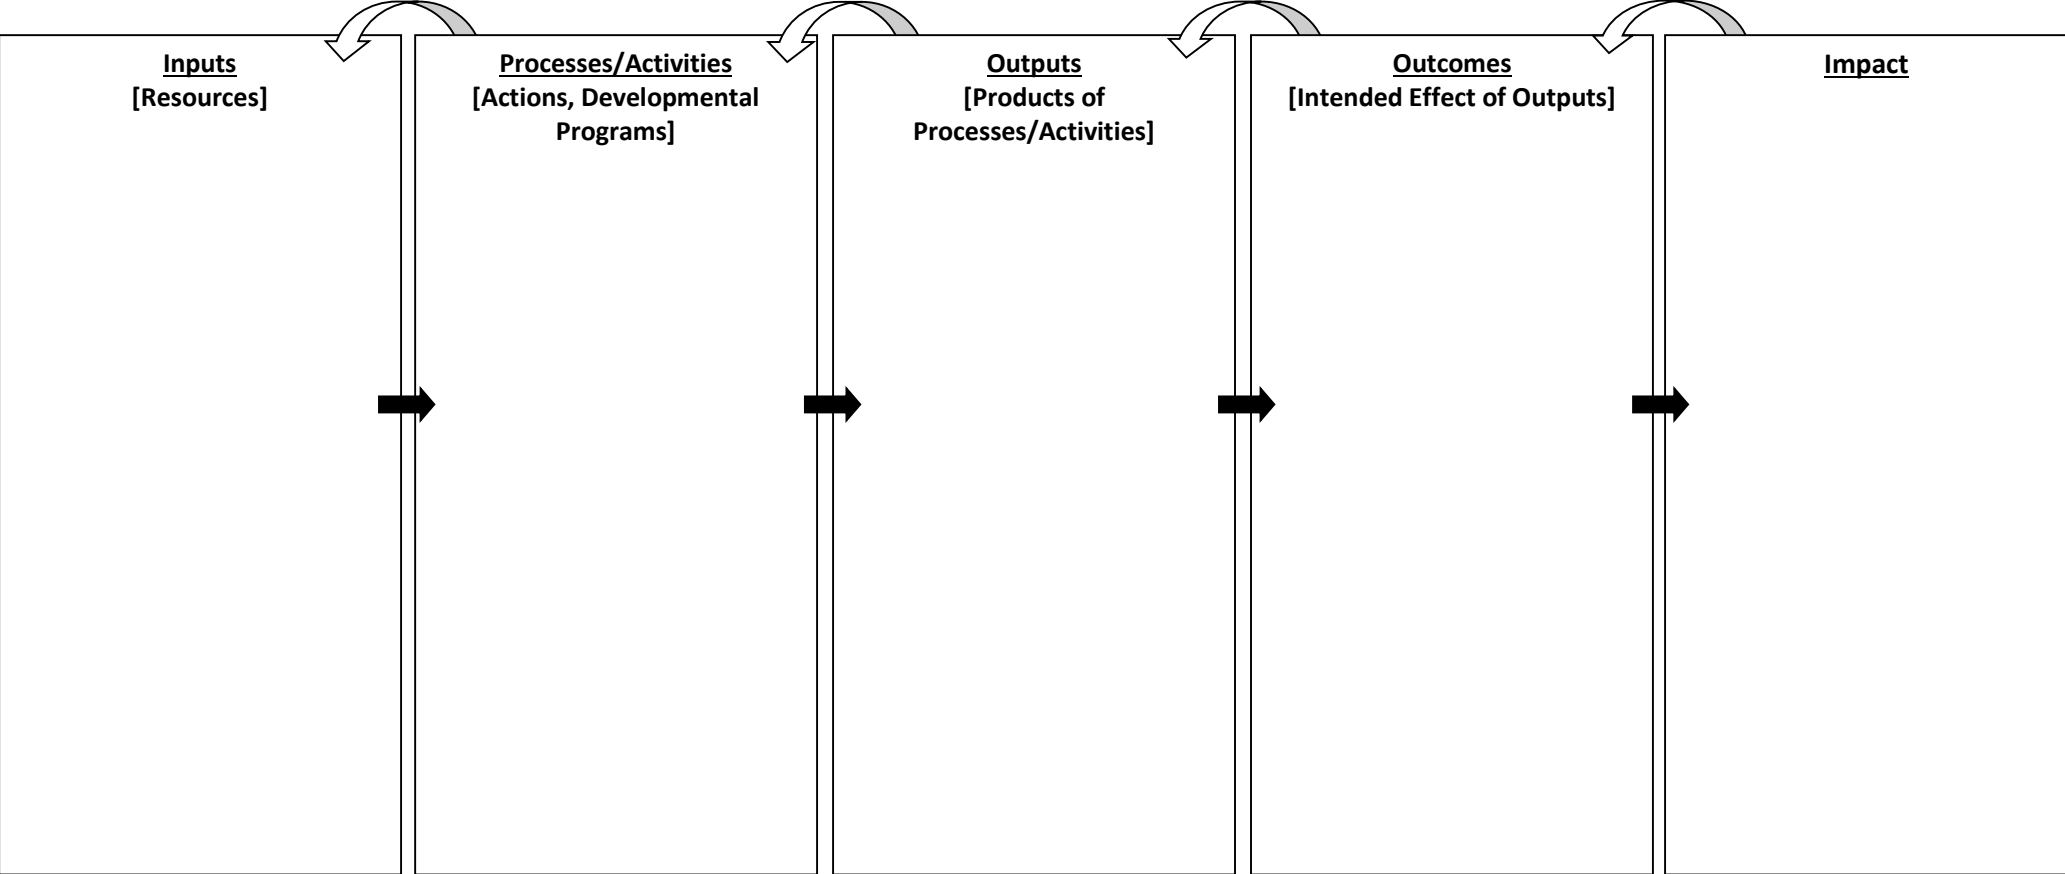 Inputs
[Resources]
Processes/Activities
[Actions, Developmental
Programs]
Outputs
[Products of
Processes/Activities]
Outcomes
[Intended Effect of Outputs]
Impact